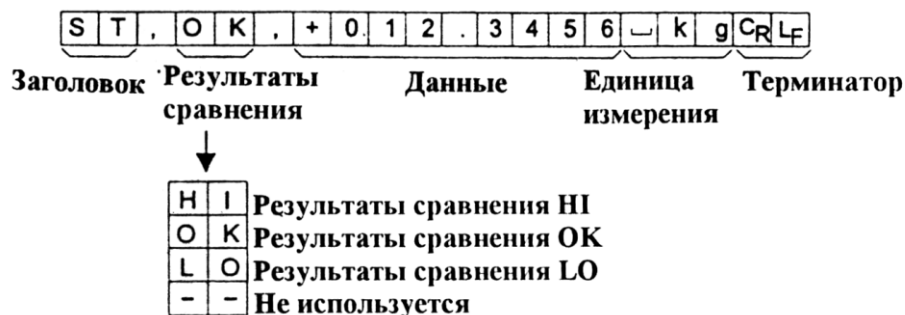 S T , O K , + 0 1 2 . 3 4 5 6 ⎵ k g CR LF
Заголовок Результаты сравнения Данные Единица измерения Терминатор
H I Результаты сравнения HI
O K Результаты сравнения OK
L O Результаты сравнения LO
- - Не используется